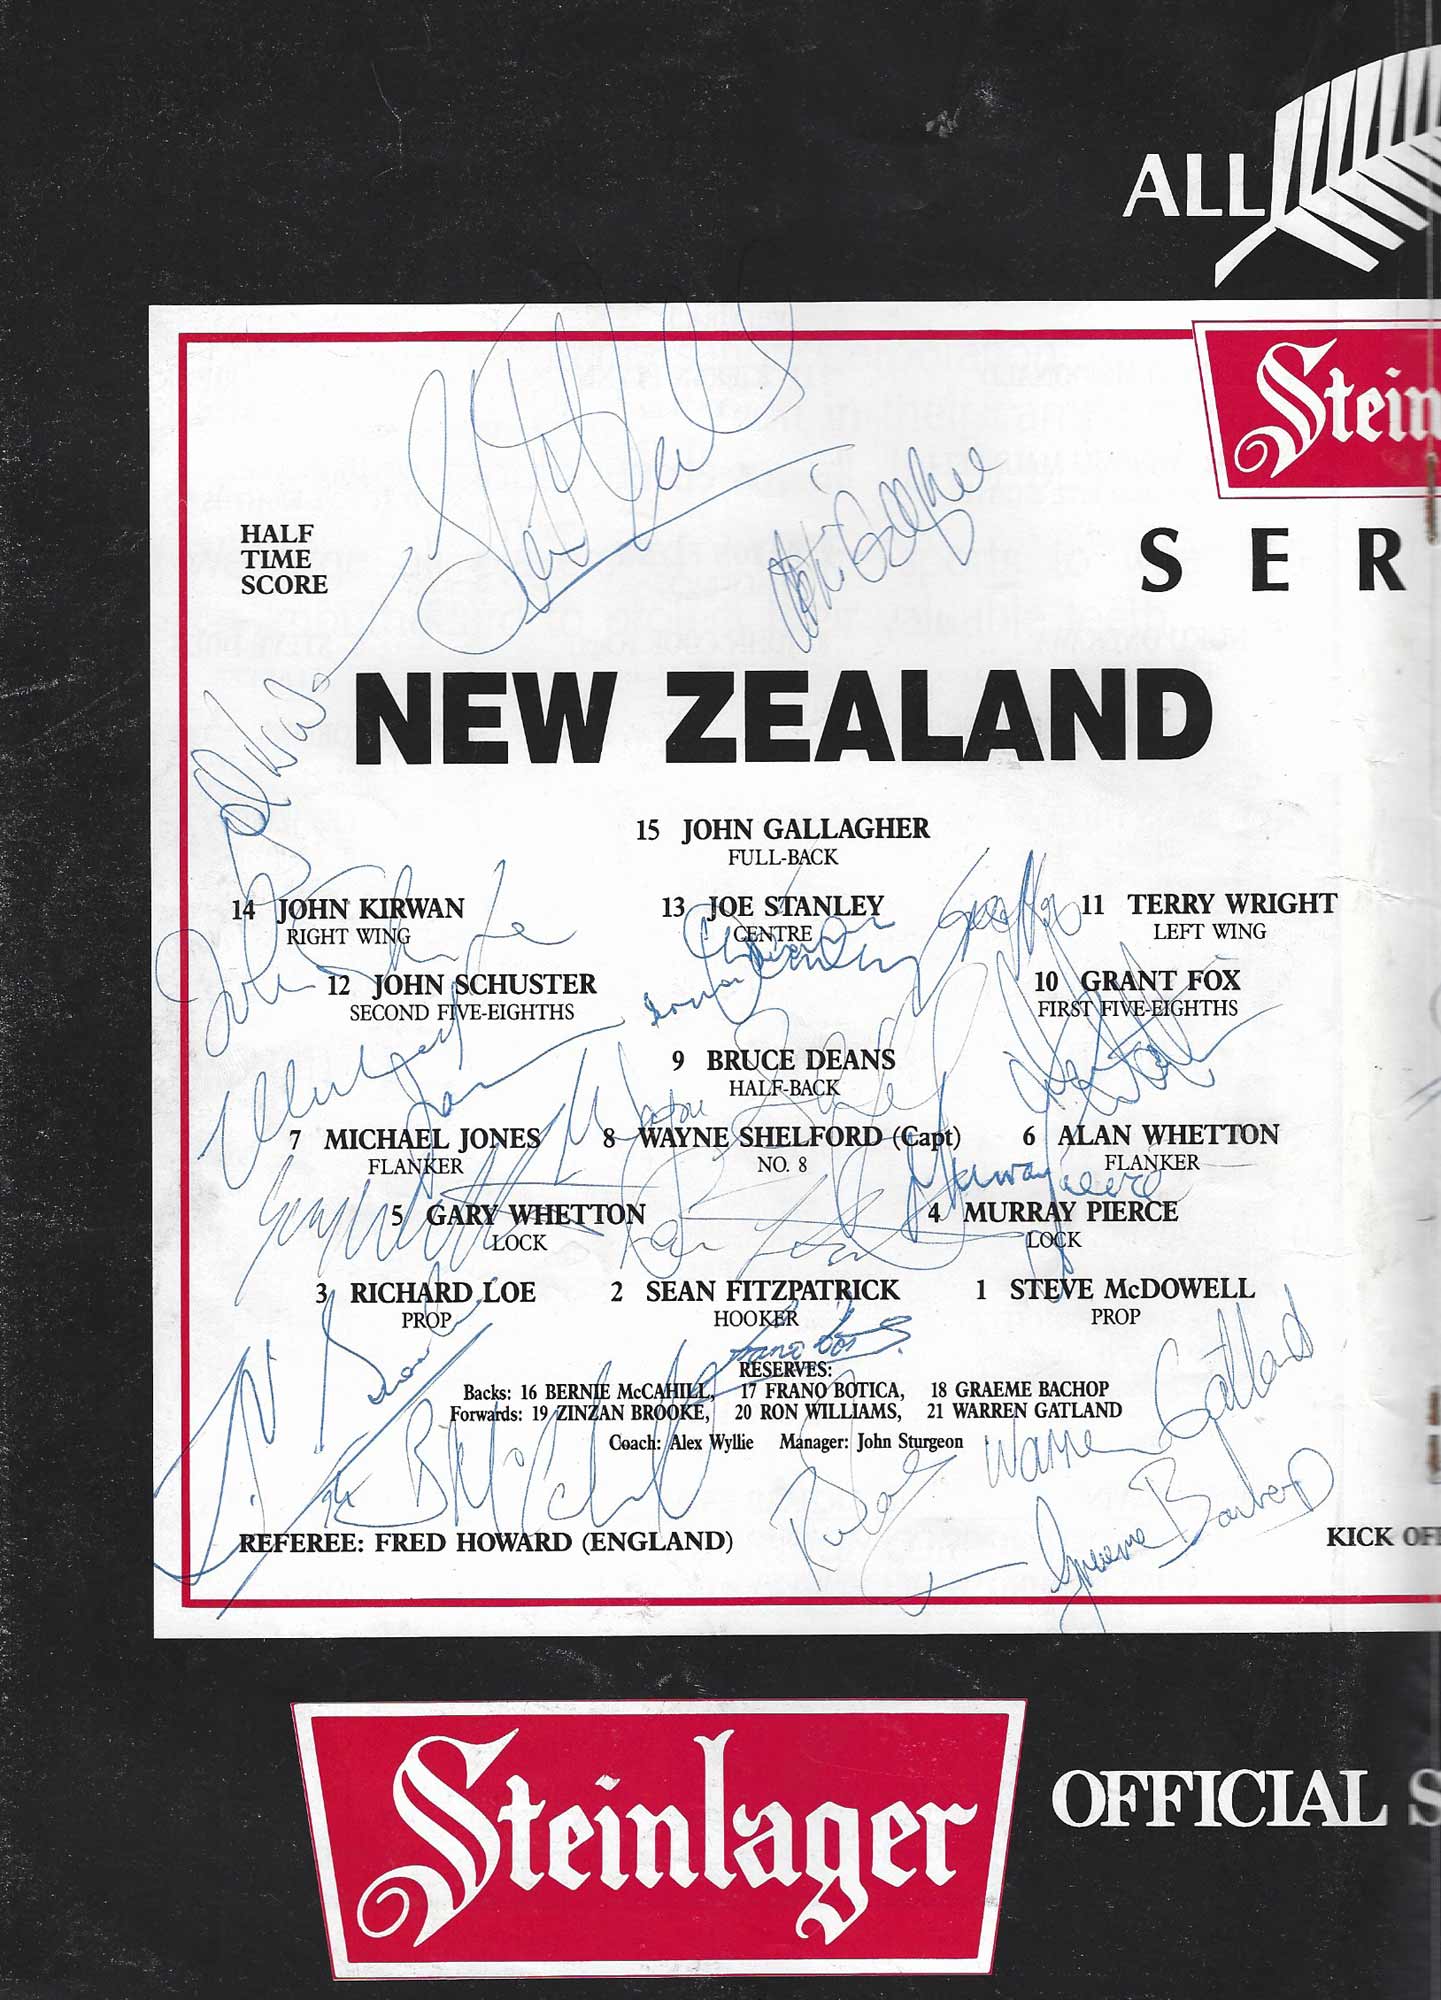 ALL
Stein
HALF
TIME
SCORE
SER
NEW ZEALAND
15 JOHN GALLAGHER
FULL-BACK
14 JOHN KIRWAN 13 JOE STANLEY 11 TERRY WRIGHT
RIGHT WING CENTRE LEFT WING
12 JOHN SCHUSTER 10 GRANT FOX
SECOND FIVE-EIGHTHS FIRST FIVE-EIGHTHS
9 BRUCE DEANS
HALF-BACK
7 MICHAEL JONES 8 WAYNE SHELFORD (Capt) 6 ALAN WHETTON
FLANKER NO. 8 FLANKER
5 GARY WHETTON 4 MURRAY PIERCE
LOCK LOCK
3 RICHARD LOE 2 SEAN FITZPATRICK 1 STEVE McDOWELL
PROP HOOKER PROP
RESERVES:
Backs: 16 BERNIE McCAHILL, 17 FRANO BOTICA, 18 GRAEME BACHOP
Forwards: 19 ZINZAN BROOKE, 20 RON WILLIAMS, 21 WARREN GATLAND
Coach: Alex Wyllie Manager: John Sturgeon
Warren Gatland
Graeme Bachop
REFEREE: FRED HOWARD (ENGLAND)
KICK OF
Steinlager
OFFICIAL S